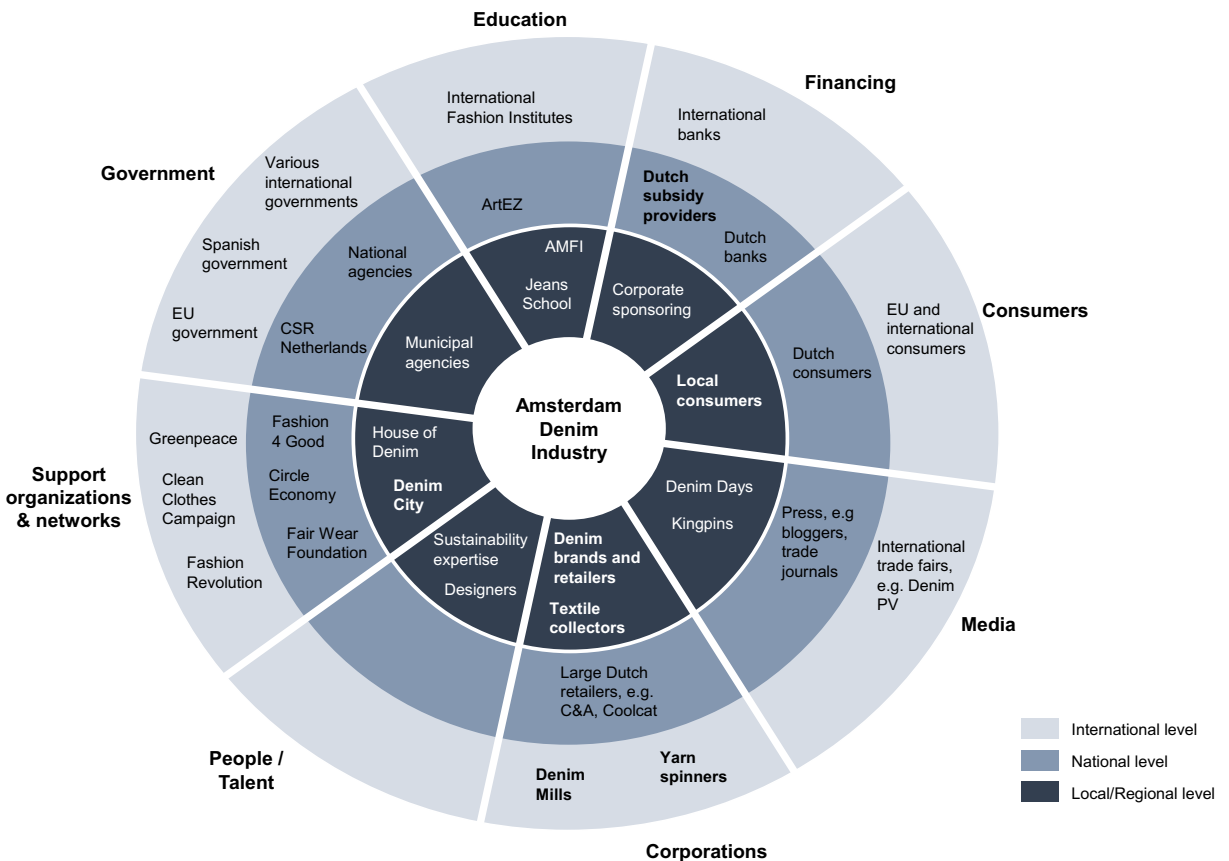 Education
International
Fashion Institutes
ArtEZ
AMFI
Jeans
School
Financing
International
banks
Dutch
subsidy
providers
Dutch
banks
Corporate
sponsoring
Government
Various
international
governments
Spanish
government
EU
government
National
agencies
CSR
Netherlands
Municipal
agencies
Consumers
EU and
international
consumers
Dutch
consumers
Local
consumers
Amsterdam
Denim
Industry
Support
organizations
& networks
Greenpeace
Clean
Clothes
Campaign
Fashion
Revolution
Fashion
4 Good
Circle
Economy
Fair Wear
Foundation
House of
Denim
Denim
City
Media
Denim Days
Kingpins
Press, e.g
bloggers,
trade
journals
International
trade fairs,
e.g. Denim
PV
People /
Talent
Sustainability
expertise
Designers
Corporations
Denim
brands and
retailers
Textile
collectors
Large Dutch
retailers, e.g.
C&A, Coolcat
Denim
Mills
Yarn
spinners
International level
National level
Local/Regional level